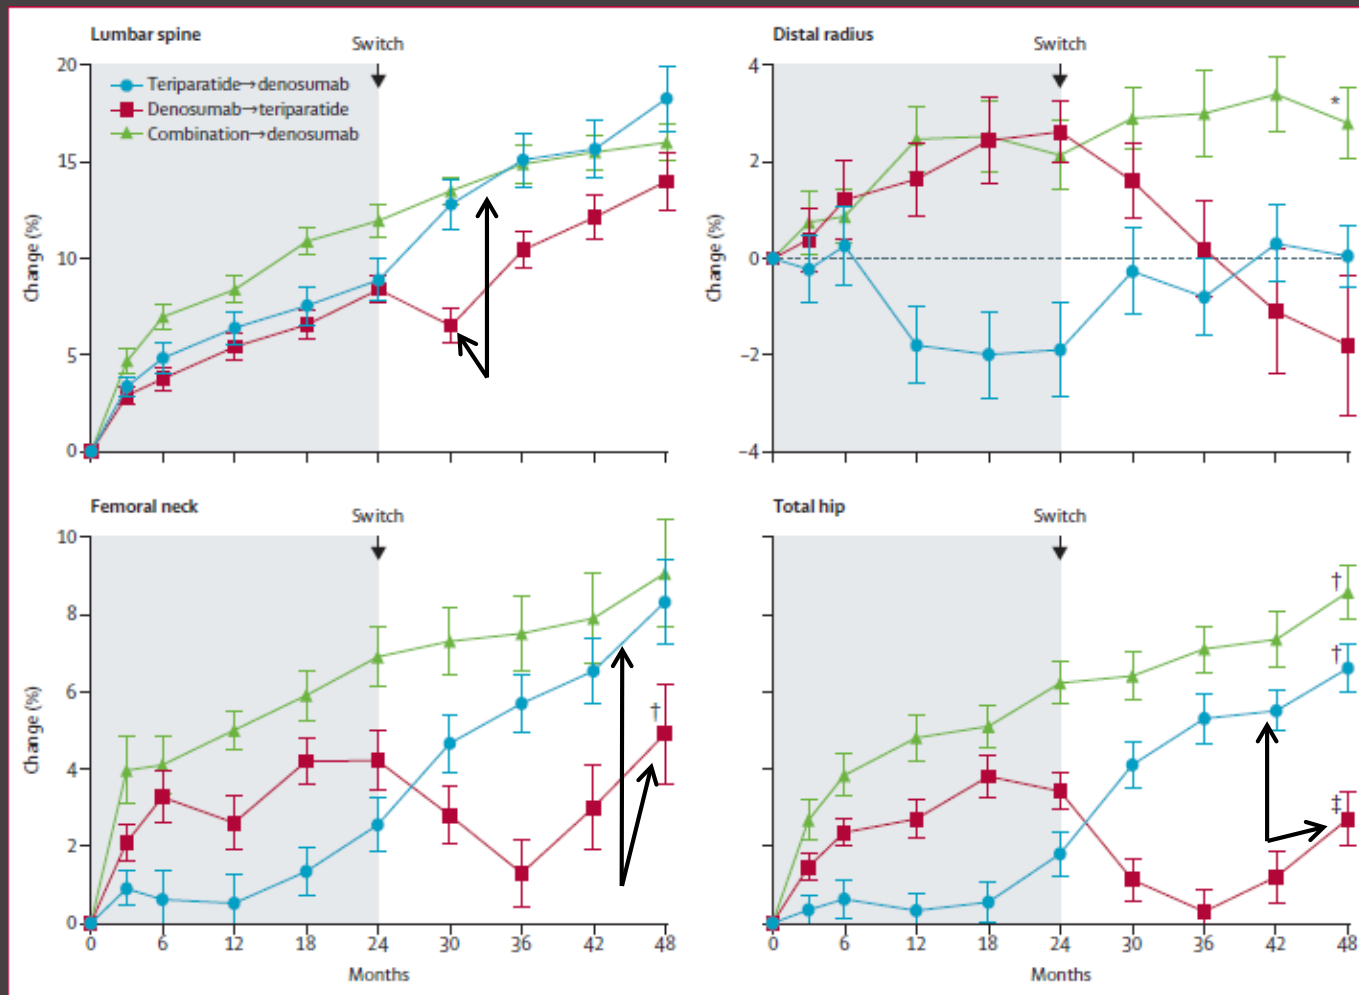 Lumbar spine
Switch
20
15
10
5
0
Change (%)
Teriparatide→denosumab
Denosumab→teriparatide
Combination→denosumab
Distal radius
Switch
4
2
0
−2
−4
Change (%)
*
Femoral neck
Switch
10
8
6
4
2
0
Change (%)
†
0 6 12 18 24 30 36 42 48
Months
Total hip
Switch
†
†
‡
0 6 12 18 24 30 36 42 48
Months